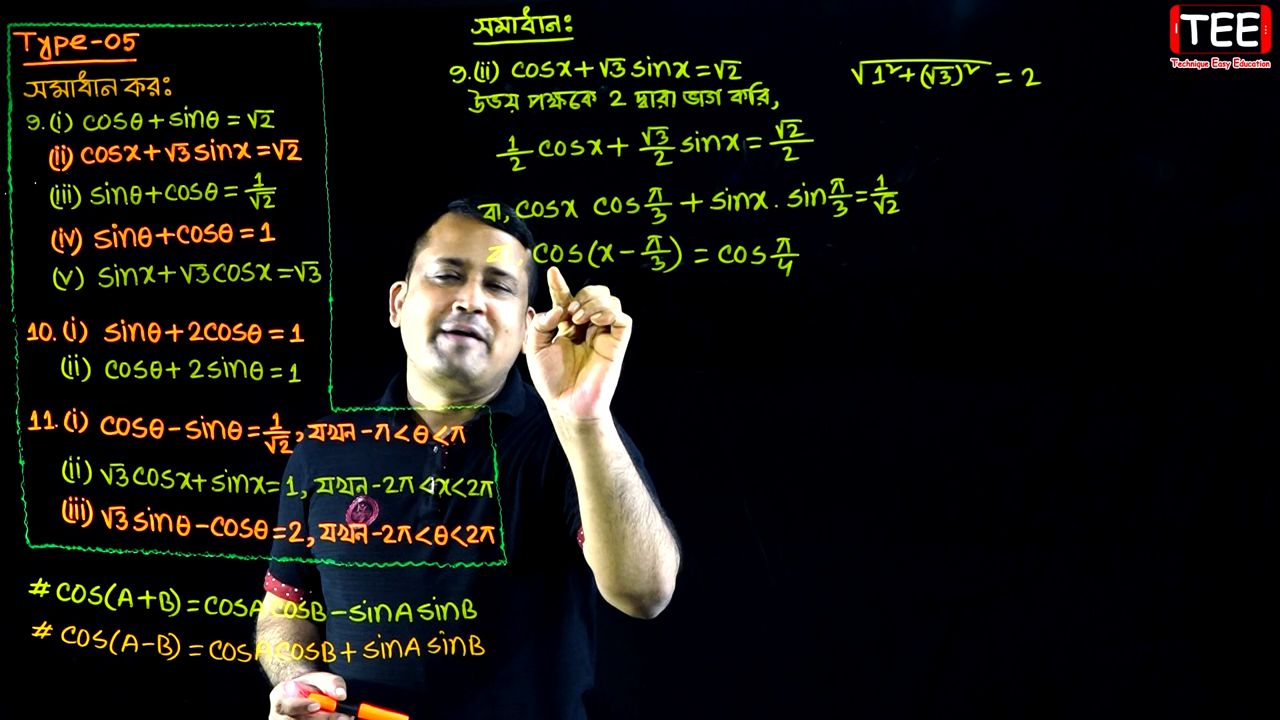 Type-05
সমাধান কর:
9. (i) cosθ + sinθ = √2
(ii) cosx + √3 sinx = √2
(iii) sinθ + cosθ = 1/√2
(iv) sinθ + cosθ = 1
(v) sinx + √3 cosx = √3
10. (i) sinθ + 2cosθ = 1
(ii) cosθ + 2sinθ = 1
11. (i) cosθ - sinθ = 1/√2, যখন -π < θ < π
(ii) √3 cosx + sinx = 1, যখন -2π < x < 2π
(iii) √3 sinθ - cosθ = 2, যখন -2π < θ < 2π
# cos(A+B) = cosA cosB - sinA sinB
# cos(A-B) = cosA cosB + sinA sinB
সমাধান:
9. (ii) cosx + √3 sinx = √2
উভয় পক্ষকে 2 দ্বারা ভাগ করি,
1/2 cosx + √3/2 sinx = √2/2
বা, cosx cos π/3 + sinx . sin π/3 = 1/√2
বা, cos(x - π/3) = cos π/4
√1² + (√3)² = 2
TEE
Technique Easy Education